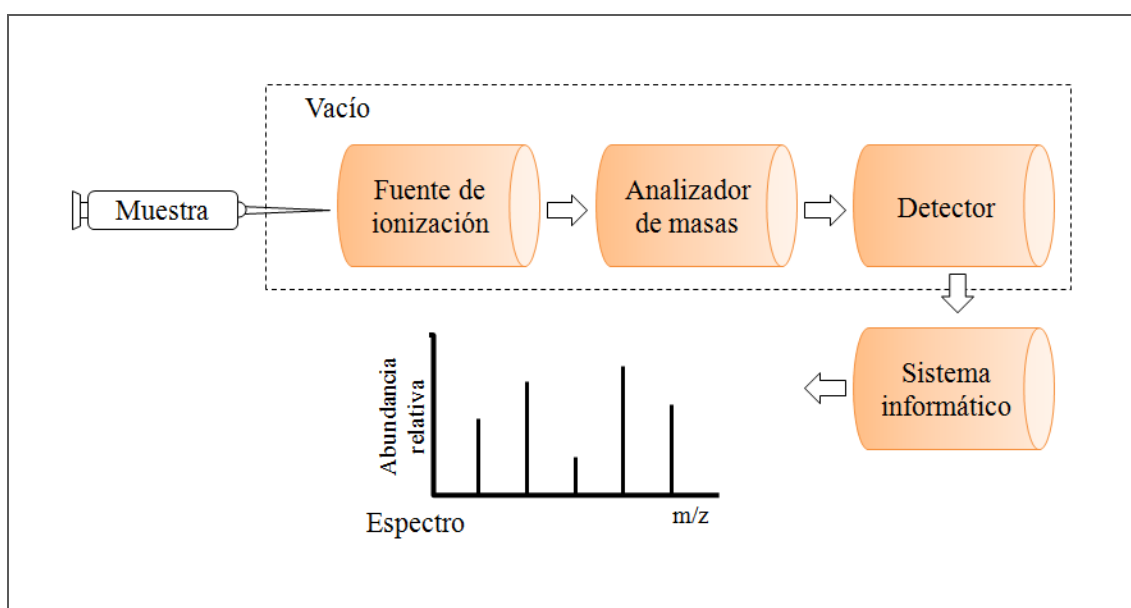 Vacío
Muestra
Fuente de
ionización
Analizador
de masas
Detector
Sistema
informático
Abundancia
relativa
m/z
Espectro